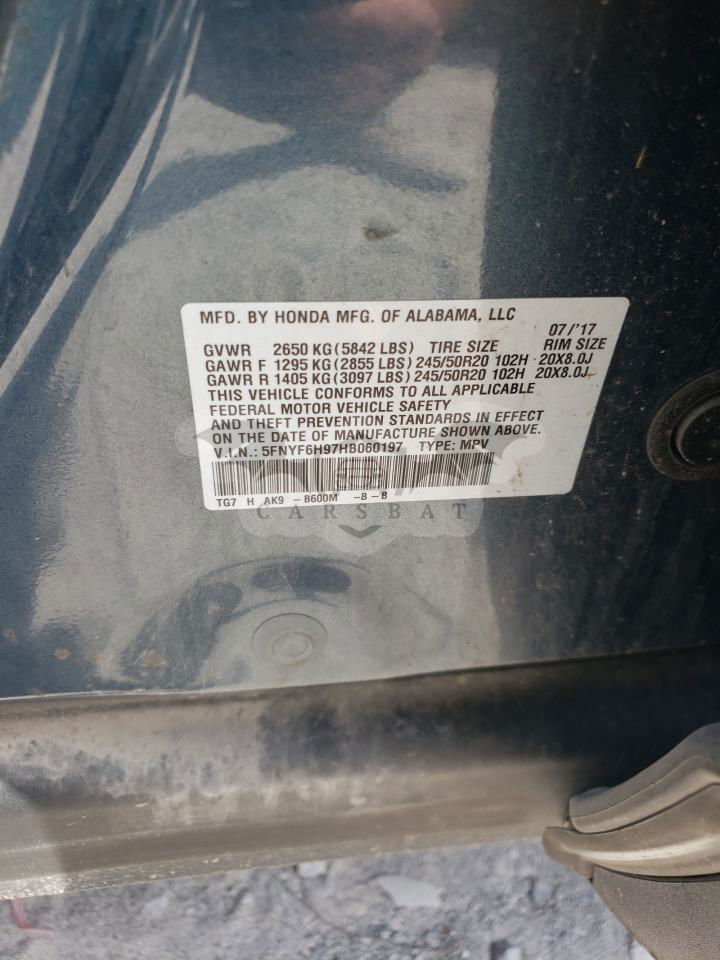 MFD. BY HONDA MFG. OF ALABAMA, LLC 07/'17
GVWR 2650 KG (5842 LBS) TIRE SIZE RIM SIZE
GAWR F 1295 KG (2855 LBS) 245/50R20 102H 20X8.0J
GAWR R 1405 KG (3097 LBS) 245/50R20 102H 20X8.0J
THIS VEHICLE CONFORMS TO ALL APPLICABLE
FEDERAL MOTOR VEHICLE SAFETY
AND THEFT PREVENTION STANDARDS IN EFFECT
ON THE DATE OF MANUFACTURE SHOWN ABOVE.
V.I.N.: 5FNYF6H97HB060197 TYPE: MPV
TG7 H AK9 -B600M -B-B
CARSBAT